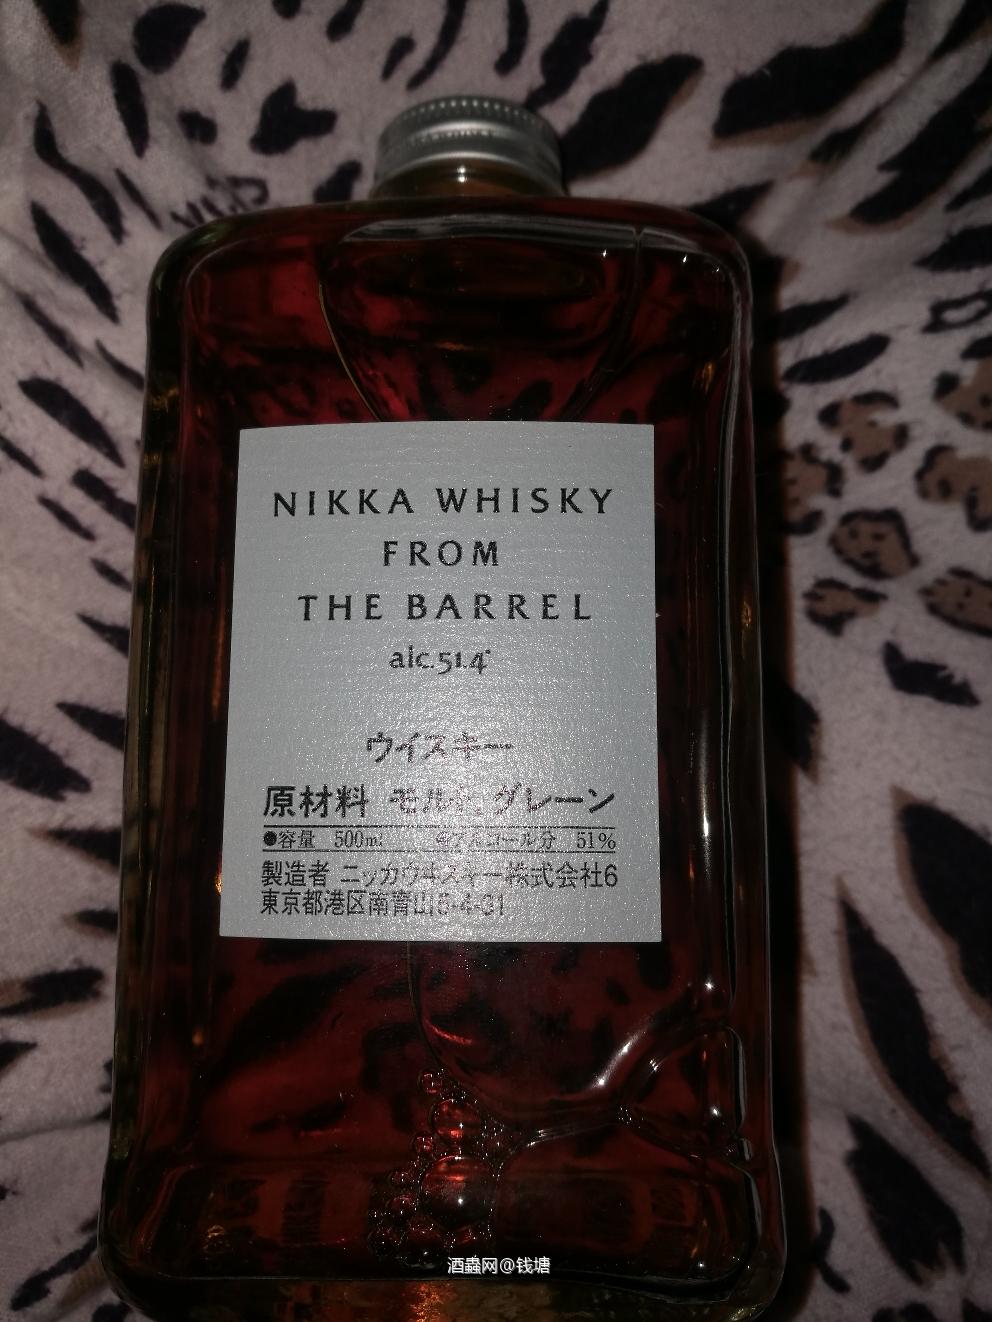 NIKKA WHISKY
FROM
THE BARREL
alc.51.4°
ウイスキー
原材料 モルト、グレーン
●容量 500ml ●アルコール分 51%
製造者 ニッカウヰスキー株式会社6
東京都港区南青山5-4-31
酒蟲网@钱塘